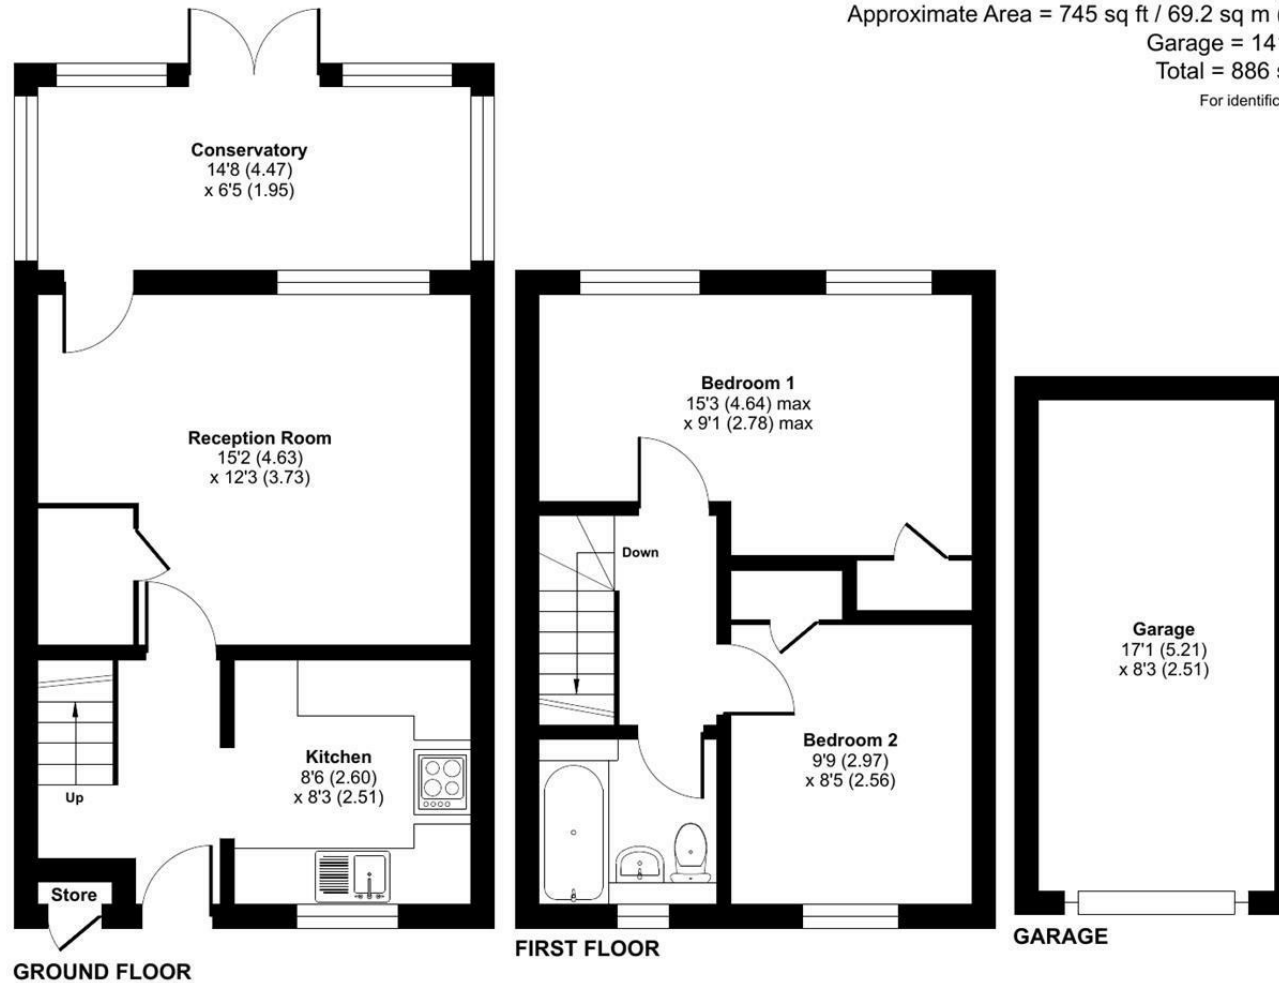 Approximate Area = 745 sq ft / 69.2 sq m
Garage = 14
Total = 886
For
Conservatory
14'8 (4.47)
x 6'5 (1.95)
Reception Room
15'2 (4.63)
x 12'3 (3.73)
Kitchen
8'6 (2.60)
x 8'3 (2.51)
Up
Store
GROUND FLOOR
Bedroom 1
15'3 (4.64) max
x 9'1 (2.78) max
Down
Bedroom 2
9'9 (2.97)
x 8'5 (2.56)
FIRST FLOOR
Garage
17'1 (5.21)
x 8'3 (2.51)
GARAGE